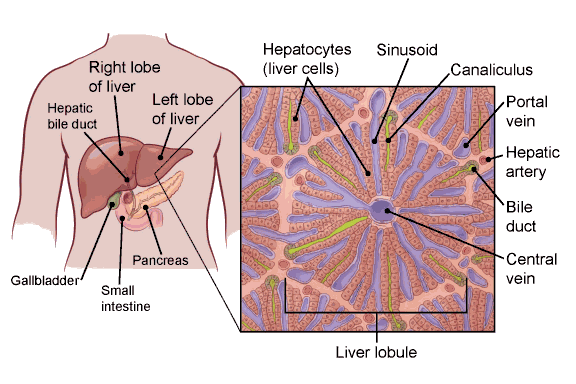 Right lobe
of liver
Hepatic
bile duct
Left lobe
of liver
Gallbladder
Small
intestine
Pancreas
Hepatocytes
(liver cells)
Sinusoid
Canaliculus
Portal
vein
Hepatic
artery
Bile
duct
Central
vein
Liver lobule